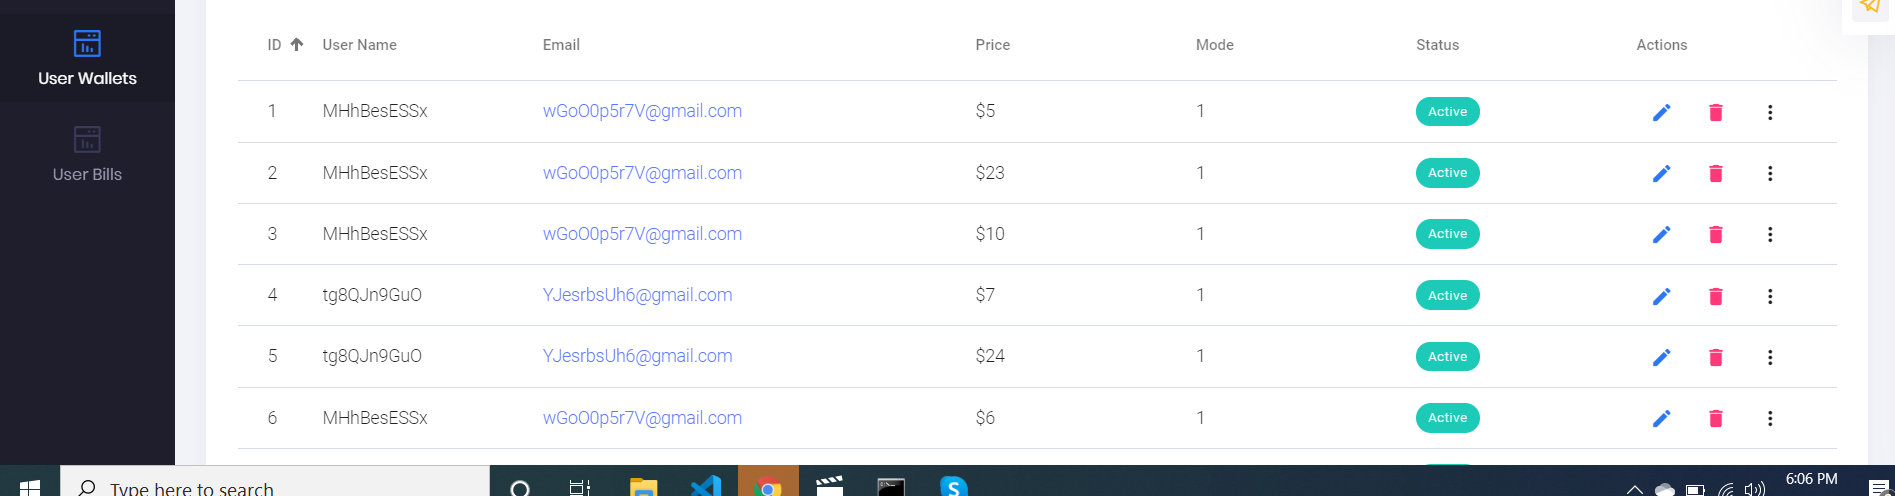 ID User Name Email Price Mode Status Actions
User Wallets
1 MHhBesESSx wGoO0p5r7V@gmail.com $5 1 Active
User Bills
2 MHhBesESSx wGoO0p5r7V@gmail.com $23 1 Active
3 MHhBesESSx wGoO0p5r7V@gmail.com $10 1 Active
4 tg8QJn9GuO YJesrbsUh6@gmail.com $7 1 Active
5 tg8QJn9GuO YJesrbsUh6@gmail.com $24 1 Active
6 MHhBesESSx wGoO0p5r7V@gmail.com $6 1 Active
Type here to search
6:06 PM